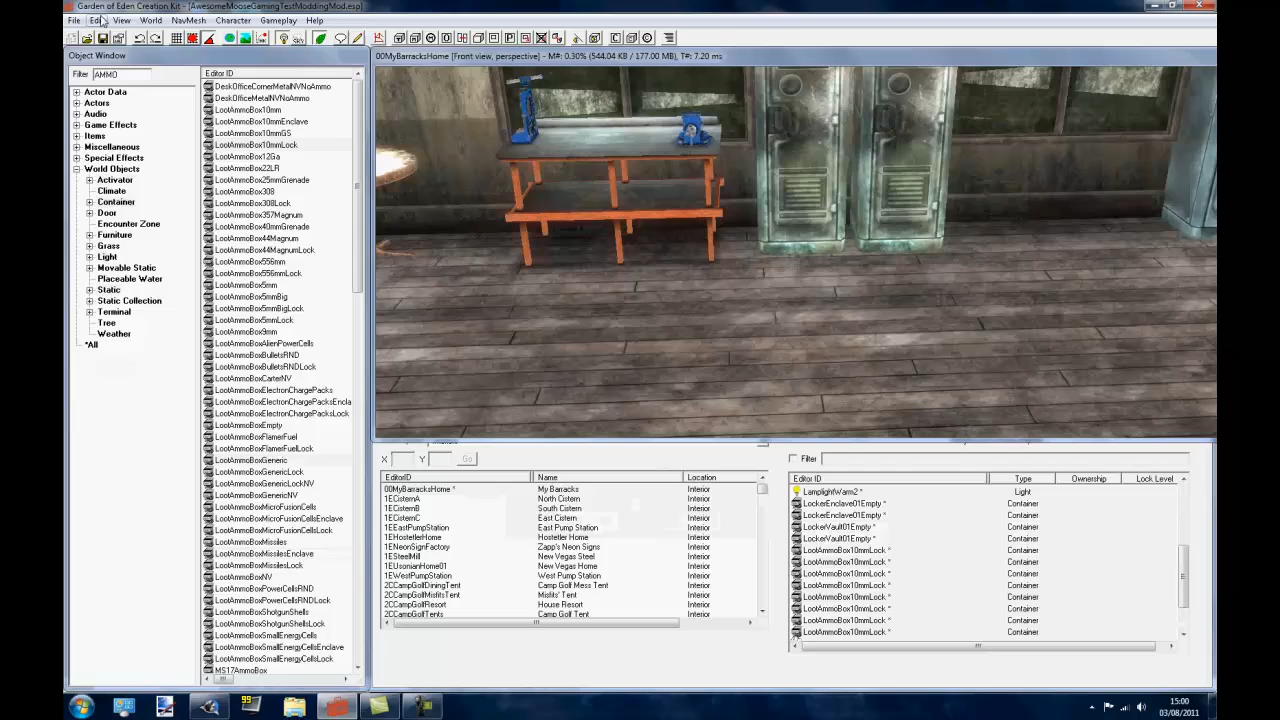 Garden of Eden Creation Kit - [AwesomeMooseGamingTestModdingMod.esp]
File Edit View World NavMesh Character Gameplay Help
Object Window
Filter AMMO
Actor Data
Actors
Audio
Game Effects
Items
Miscellaneous
Special Effects
World Objects
Activator
Climate
Container
Door
Encounter Zone
Furniture
Grass
Light
Movable Static
Placeable Water
Static
Static Collection
Terminal
Tree
Weather
*All
Editor ID
DeskOfficeCornerMetalNVNoAmmo
DeskOfficeMetalNVNoAmmo
LootAmmoBox10mm
LootAmmoBox10mmEnclave
LootAmmoBox10mmGS
LootAmmoBox10mmLock
LootAmmoBox12Ga
LootAmmoBox22LR
LootAmmoBox25mmGrenade
LootAmmoBox308
LootAmmoBox308Lock
LootAmmoBox357Magnum
LootAmmoBox40mmGrenade
LootAmmoBox44Magnum
LootAmmoBox44MagnumLock
LootAmmoBox556mm
LootAmmoBox556mmLock
LootAmmoBox5mm
LootAmmoBox5mmBig
LootAmmoBox5mmBigLock
LootAmmoBox5mmLock
LootAmmoBox9mm
LootAmmoBoxAlienPowerCells
LootAmmoBoxBulletsRND
LootAmmoBoxBulletsRNDLock
LootAmmoBoxCarterNV
LootAmmoBoxElectronChargePacks
LootAmmoBoxElectronChargePacksEncla
LootAmmoBoxElectronChargePacksLock
LootAmmoBoxEmpty
LootAmmoBoxFlamerFuel
LootAmmoBoxFlamerFuelLock
LootAmmoBoxGeneric
LootAmmoBoxGenericLock
LootAmmoBoxGenericLockNV
LootAmmoBoxGenericNV
LootAmmoBoxMicroFusionCells
LootAmmoBoxMicroFusionCellsEnclave
LootAmmoBoxMicroFusionCellsLock
LootAmmoBoxMissiles
LootAmmoBoxMissilesEnclave
LootAmmoBoxMissilesLock
LootAmmoBoxNV
LootAmmoBoxPowerCellsRND
LootAmmoBoxPowerCellsRNDLock
LootAmmoBoxShotgunShells
LootAmmoBoxShotgunShellsLock
LootAmmoBoxSmallEnergyCells
LootAmmoBoxSmallEnergyCellsEnclave
LootAmmoBoxSmallEnergyCellsLock
MS17AmmoBox
00MyBarracksHome [Front view, perspective] - M#: 0.30% (544.04 KB / 177.00 MB), T#: 7.20 ms
X Y Go
EditorID Name Location
00MyBarracksHome * My Barracks Interior
1ECisternA North Cistern Interior
1ECisternB South Cistern Interior
1ECisternC East Cistern Interior
1EEastPumpStation East Pump Station Interior
1EHostetlerHome Hostetler Home Interior
1ENeonSignFactory Zapp's Neon Signs Interior
1ESteelMill New Vegas Steel Interior
1EUsonianHome01 New Vegas Home Interior
1EWestPumpStation West Pump Station Interior
2CCampGolfDiningTent Camp Golf Mess Tent Interior
2CCampGolfMisfitsTent Misfits' Tent Interior
2CCampGolfResort House Resort Interior
2CCampGolfTents Camp Golf Tent Interior
Filter
Editor ID Type Ownership Lock Level
LamplightWarm2 * Light
LockerEnclave01Empty * Container
LockerEnclave01Empty * Container
LockerVault01Empty * Container
LockerVault01Empty * Container
LootAmmoBox10mmLock * Container
LootAmmoBox10mmLock * Container
LootAmmoBox10mmLock * Container
LootAmmoBox10mmLock * Container
LootAmmoBox10mmLock * Container
LootAmmoBox10mmLock * Container
LootAmmoBox10mmLock * Container
LootAmmoBox10mmLock * Container
99
15:00
03/08/2011